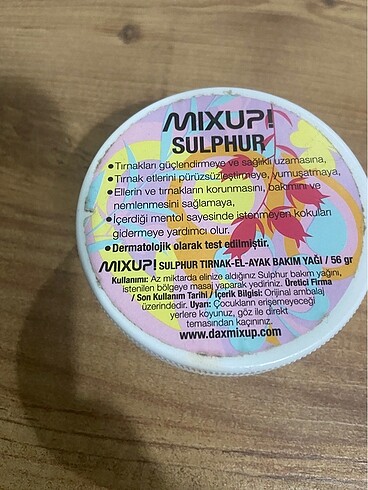 MIXUP!
SULPHUR
•Tırnakları güçlendirmeye ve sağlıklı uzamasına,
•Tırnak etlerini pürüzsüzleştirmeye, yumuşatmaya,
•Ellerin ve tırnakların korunmasını, bakımını ve
nemlenmesini sağlamaya,
•İçerdiği mentol sayesinde istenmeyen kokuları
gidermeye yardımcı olur.
•Dermatolojik olarak test edilmiştir.
MIXUP! SULPHUR TIRNAK-EL-AYAK BAKIM YAĞI / 56 gr
Kullanımı: Az miktarda elinize aldığınız Sulphur bakım yağını,
istenilen bölgeye masaj yaparak yediriniz. Üretici Firma
/ Son Kullanım Tarihi / İçerik Bilgisi: Orijinal ambalaj
üzerindedir. Uyarı: Çocukların erişemeyeceği
yerlere koyunuz, göz ile direkt
temasından kaçınınız.
www.daxmixup.com